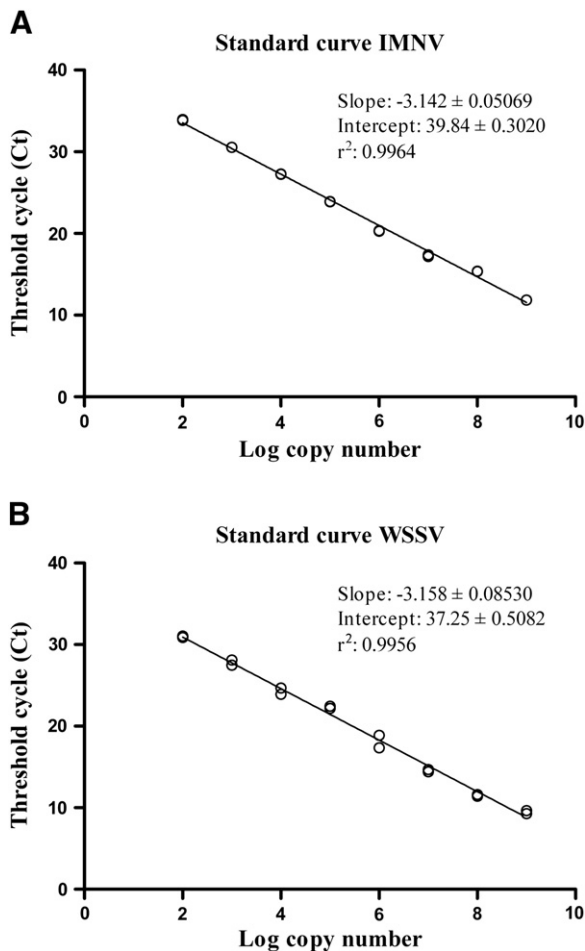 A
Standard curve IMNV
Slope: -3.142 ± 0.05069
Intercept: 39.84 ± 0.3020
r²: 0.9964
Threshold cycle (Ct)
40
30
20
10
0
0 2 4 6 8 10
Log copy number
B
Standard curve WSSV
Slope: -3.158 ± 0.08530
Intercept: 37.25 ± 0.5082
r²: 0.9956
Threshold cycle (Ct)
40
30
20
10
0
0 2 4 6 8 10
Log copy number